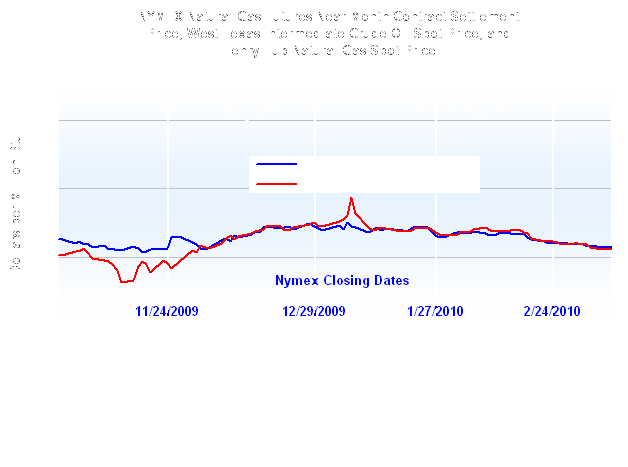 NYMEX Natural Gas Futures Near-Month Contract Settlement
Price, West Texas Intermediate Crude Oil Spot Price, and
Henry Hub Natural Gas Spot Price
Nymex Closing Dates
11/24/2009 12/29/2009 1/27/2010 2/24/2010